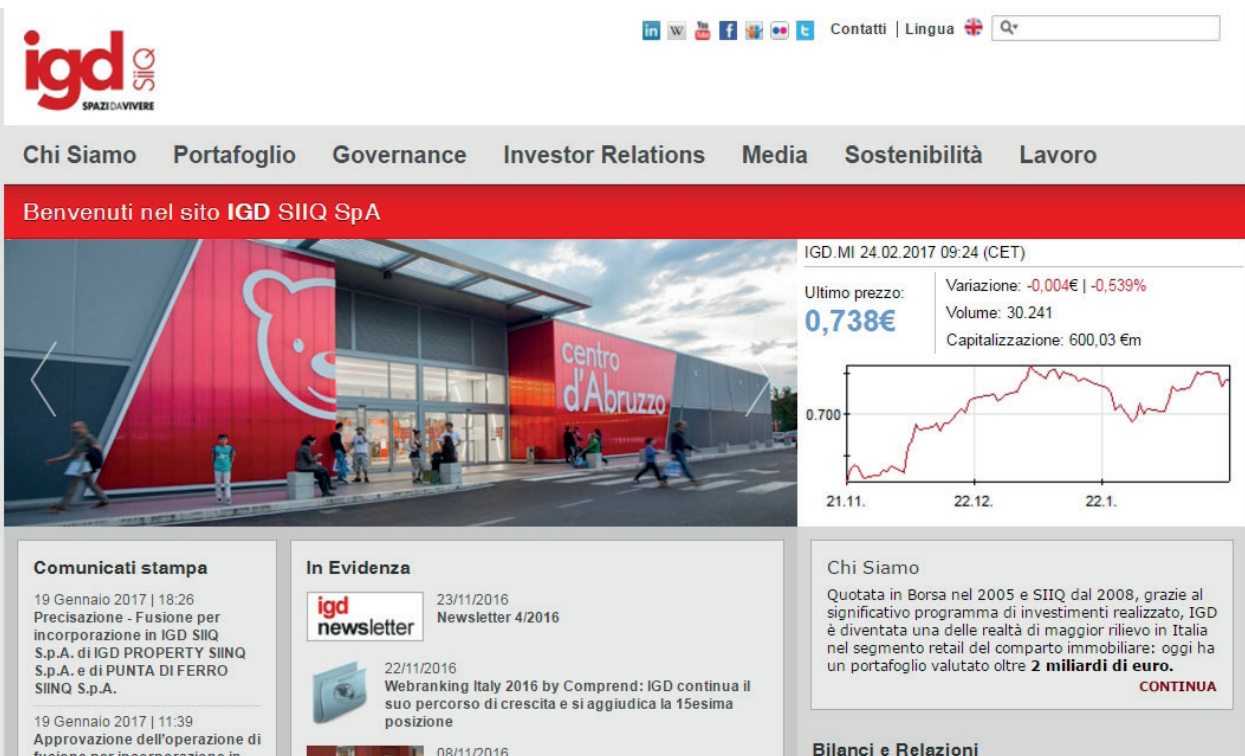 igd SIIQ
SPAZI DA VIVERE
in W You Tube f t
Contatti | Lingua
Chi Siamo Portafoglio Governance Investor Relations Media Sostenibilità Lavoro
Benvenuti nel sito IGD SIIQ SpA
centro
d'Abruzzo
IGD.MI 24.02.2017 09:24 (CET)
Ultimo prezzo:
0,738€
Variazione: -0,004€ | -0,539%
Volume: 30.241
Capitalizzazione: 600,03 €m
0.700
21.11. 22.12. 22.1.
Comunicati stampa
19 Gennaio 2017 | 18:26
Precisazione - Fusione per
incorporazione in IGD SIIQ
S.p.A. di IGD PROPERTY SIINQ
S.p.A. e di PUNTA DI FERRO
SIINQ S.p.A.
19 Gennaio 2017 | 11:39
Approvazione dell'operazione di
fusione per incorporazione in
In Evidenza
igd
newsletter
23/11/2016
Newsletter 4/2016
22/11/2016
Webranking Italy 2016 by Comprend: IGD continua il
suo percorso di crescita e si aggiudica la 15esima
posizione
08/11/2016
Chi Siamo
Quotata in Borsa nel 2005 e SIIQ dal 2008, grazie al
significativo programma di investimenti realizzato, IGD
è diventata una delle realtà di maggior rilievo in Italia
nel segmento retail del comparto immobiliare: oggi ha
un portafoglio valutato oltre 2 miliardi di euro.
CONTINUA
Bilanci e Relazioni